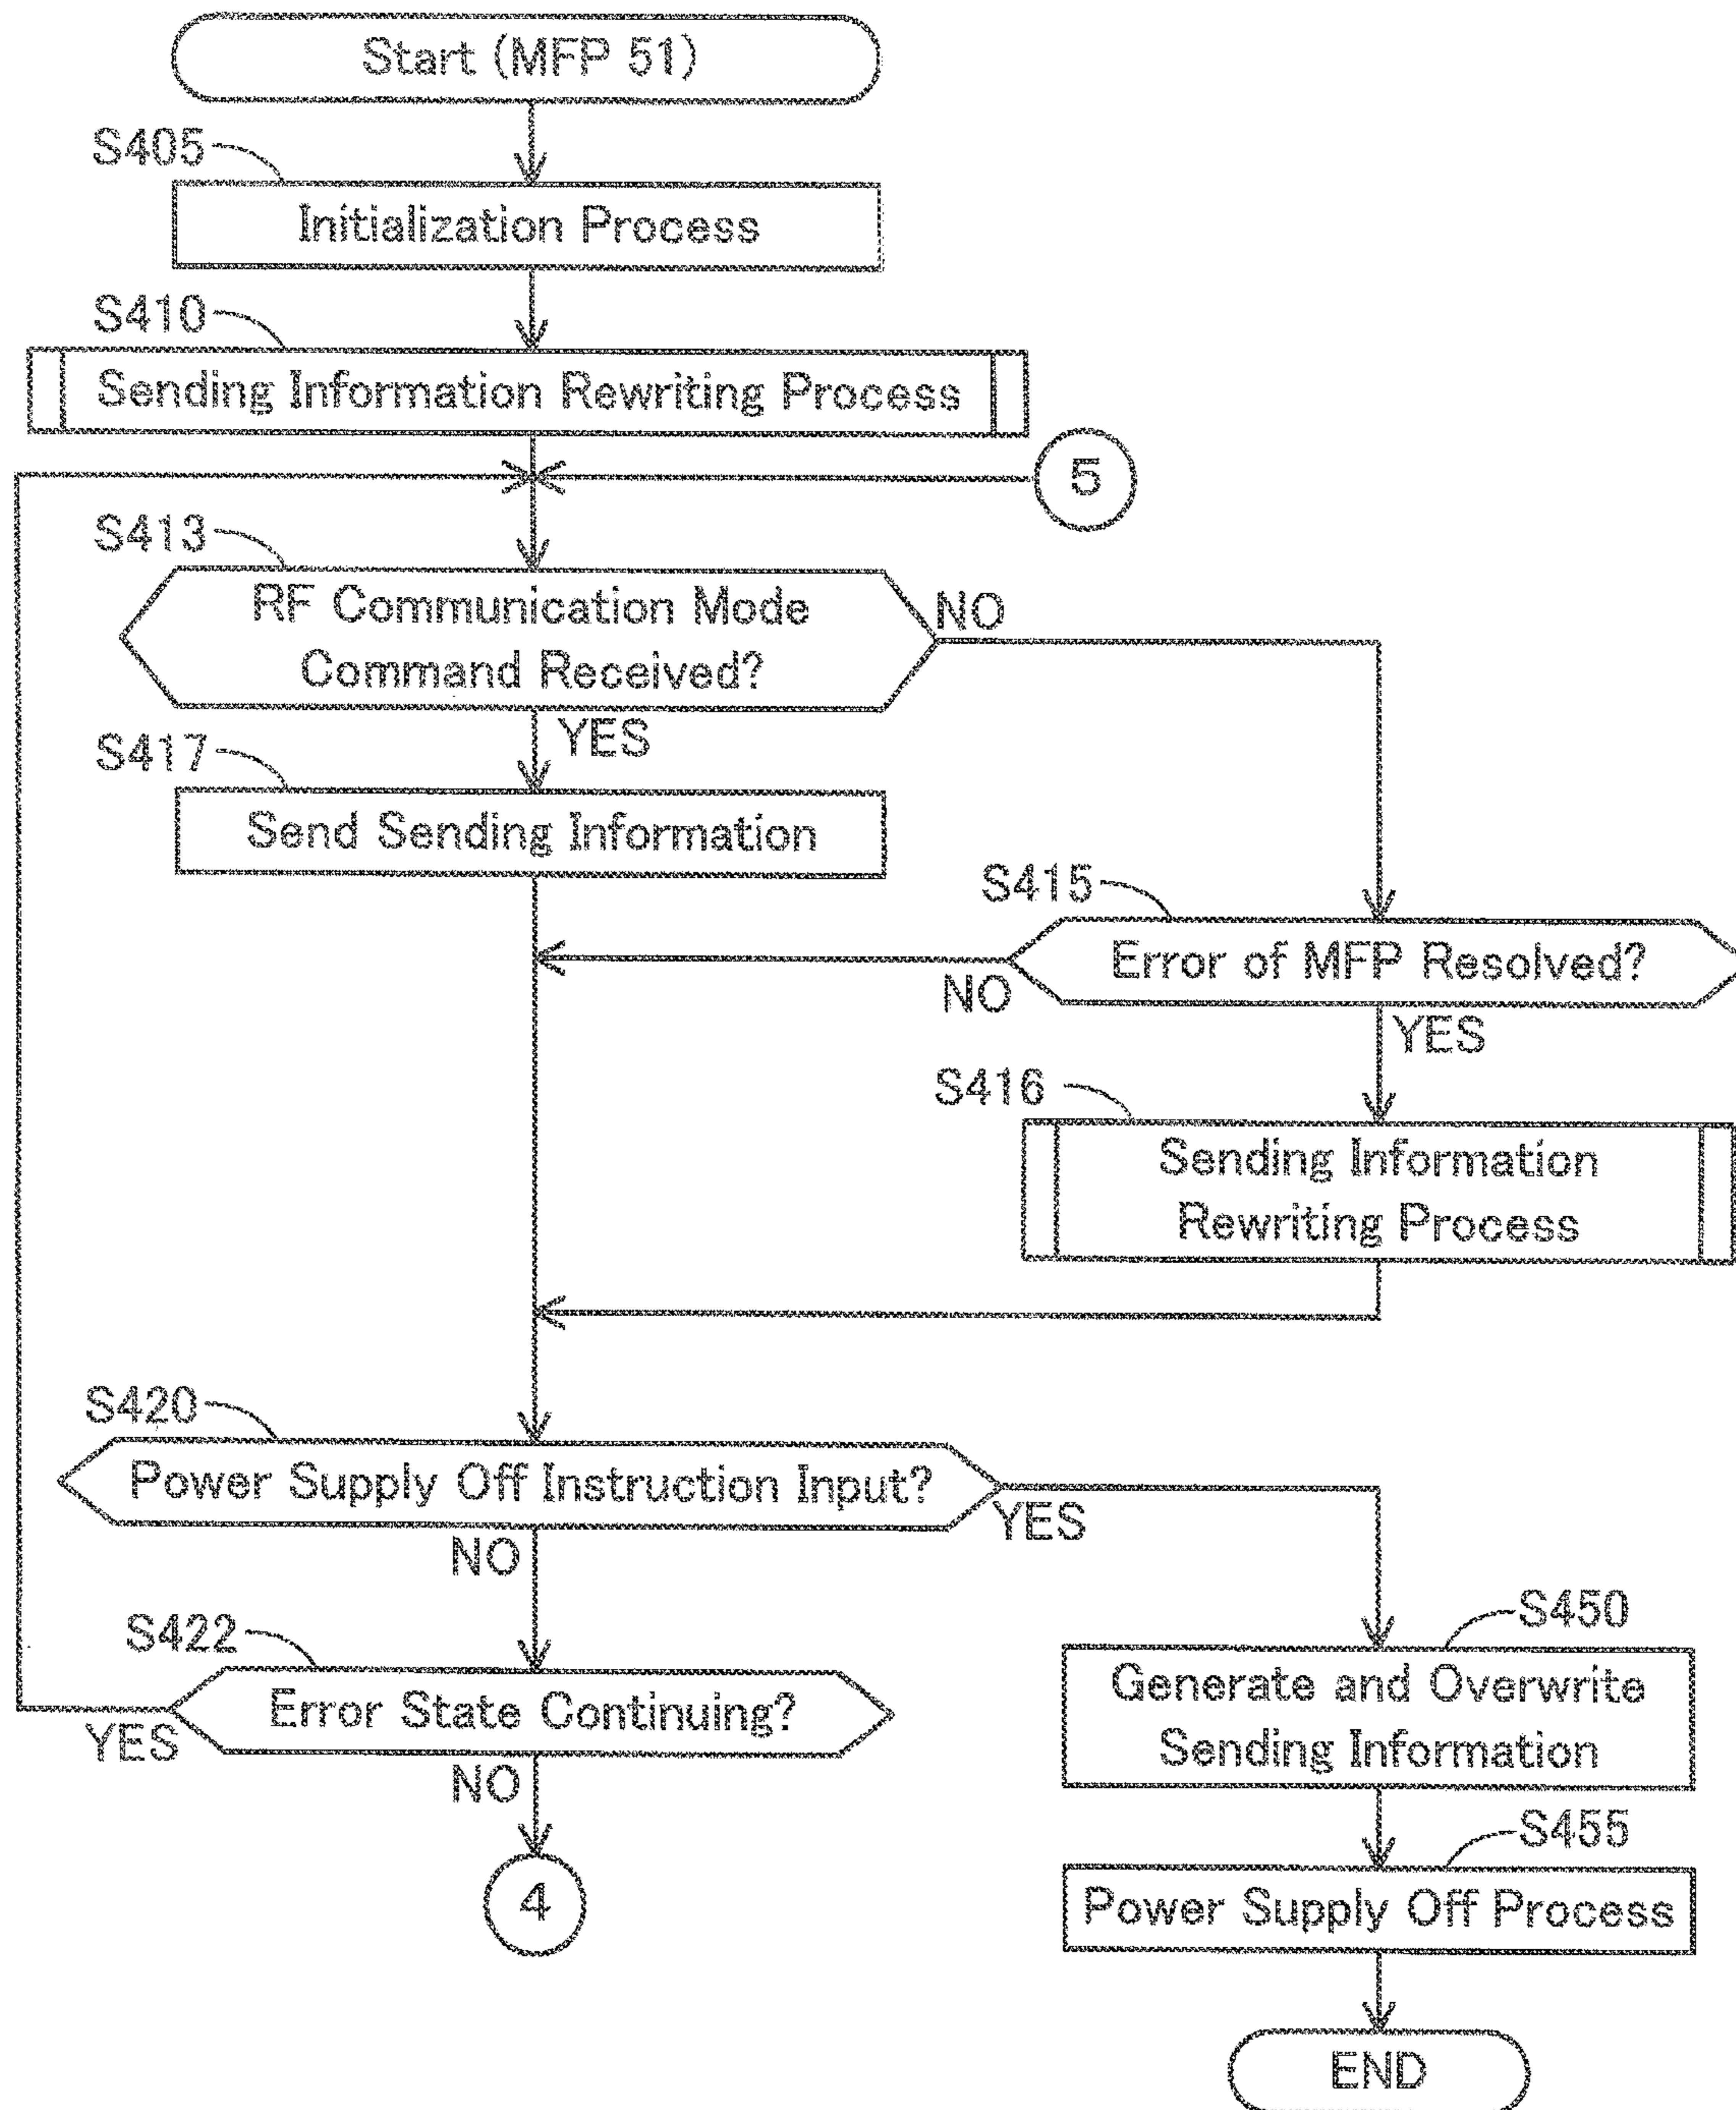 Start (MFP 51)
S405
Initialization Process
S410
Sending Information Rewriting Process
5
S413
RF Communication Mode
Command Received?
NO
YES
S417
Send Sending Information
S415
Error of MFP Resolved?
NO
YES
S416
Sending Information
Rewriting Process
S420
Power Supply Off Instruction Input?
YES
NO
S422
Error State Continuing?
YES
NO
4
S450
Generate and Overwrite
Sending Information
S455
Power Supply Off Process
END